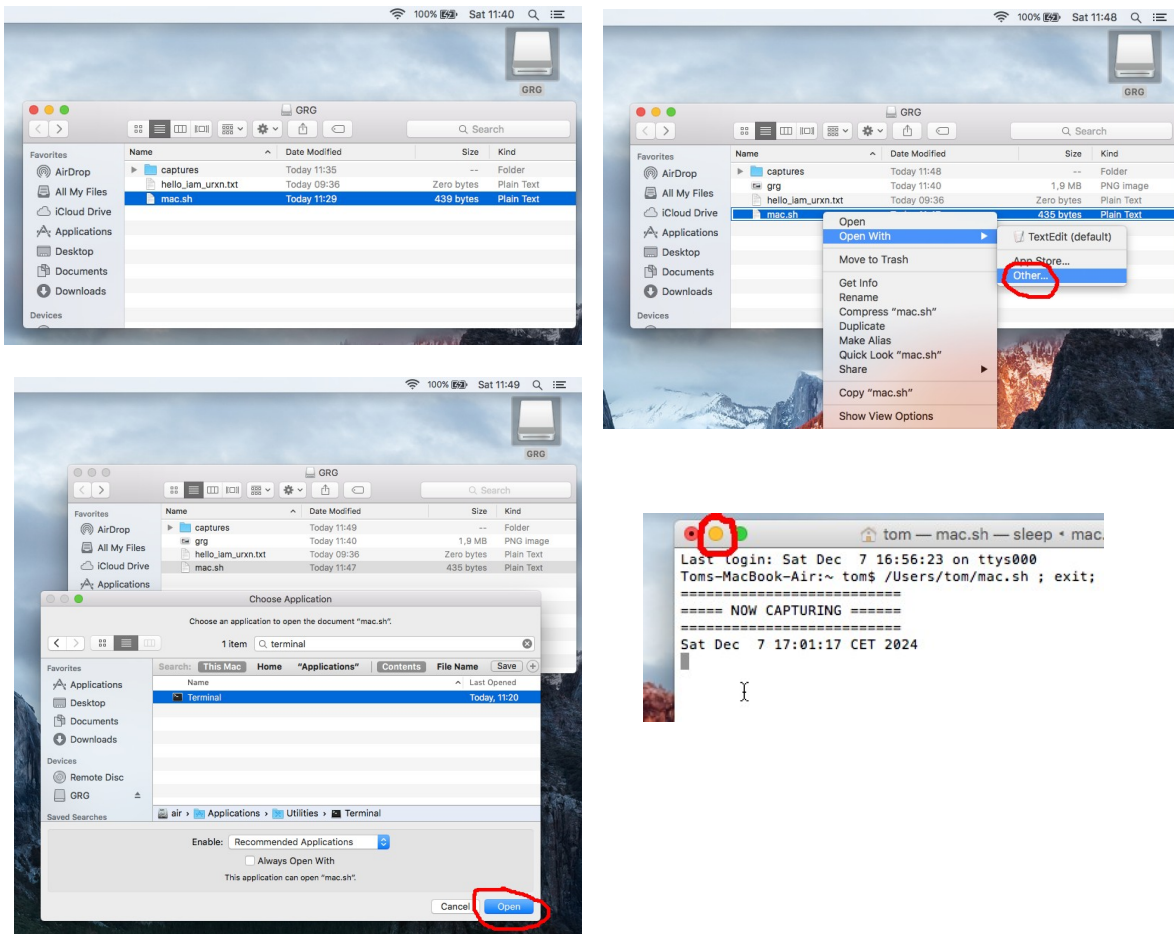 100% Sat 11:40
GRG
GRG
Search
Favorites
Name Date Modified Size Kind
AirDrop
captures Today 11:35 -- Folder
All My Files
hello_iam_urxn.txt Today 09:36 Zero bytes Plain Text
mac.sh Today 11:29 439 bytes Plain Text
iCloud Drive
Applications
Desktop
Documents
Downloads
Devices
100% Sat 11:48
GRG
GRG
Search
Favorites
Name Date Modified Size Kind
AirDrop
captures Today 11:48 -- Folder
All My Files
grg Today 11:40 1,9 MB PNG image
hello_iam_urxn.txt Today 09:36 Zero bytes Plain Text
iCloud Drive
mac.sh 435 bytes Plain Text
Applications
Desktop
Documents
Downloads
Devices
Open
Open With
Move to Trash
Get Info
Rename
Compress “mac.sh”
Duplicate
Make Alias
Quick Look “mac.sh”
Share
Copy “mac.sh”
Show View Options
TextEdit (default)
App Store...
Other...
100% Sat 11:49
GRG
GRG
Search
Favorites
Name Date Modified Size Kind
AirDrop
captures Today 11:49 -- Folder
All My Files
grg Today 11:40 1,9 MB PNG image
hello_iam_urxn.txt Today 09:36 Zero bytes Plain Text
iCloud Drive
mac.sh Today 11:47 435 bytes Plain Text
Applications
Choose Application
Choose an application to open the document “mac.sh”.
1 item terminal
Favorites
Search: This Mac Home “Applications” Contents File Name Save
Applications
Name Last Opened
Terminal Today, 11:20
Desktop
Documents
Downloads
Devices
Remote Disc
GRG
Saved Searches
air › Applications › Utilities › Terminal
Enable: Recommended Applications
Always Open With
This application can open “mac.sh”.
Cancel Open
tom — mac.sh — sleep ◂ mac.
Last login: Sat Dec 7 16:56:23 on ttys000
Toms-MacBook-Air:~ tom$ /Users/tom/mac.sh ; exit;
==========================
===== NOW CAPTURING ======
==========================
Sat Dec 7 17:01:17 CET 2024